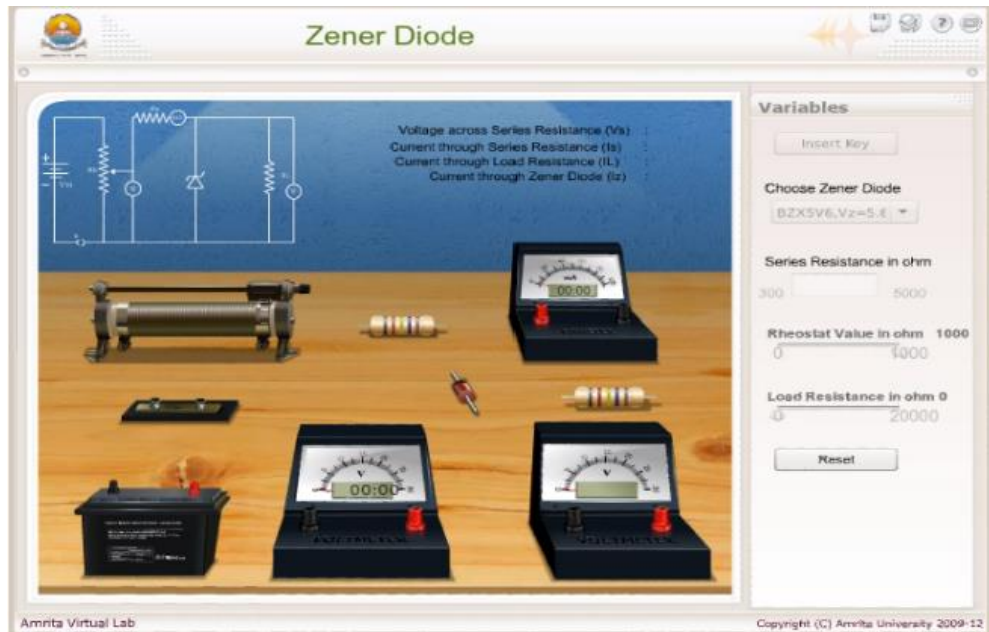 Zener Diode
Voltage across Series Resistance (Vs) :
Current through Series Resistance (Is) :
Current through Load Resistance (IL) :
Current through Zener Diode (Iz) :
Variables
Insert Key
Choose Zener Diode
BZX5V6,Vz=5.6
Series Resistance in ohm
300 5000
Rheostat Value in ohm 1000
0 1000
Load Resistance in ohm 0
0 20000
Reset
mA
00:00
V
00:00
VOLTMETER
V
VOLTMETER
Amrita Virtual Lab
Copyright (C) Amrita University 2009-12